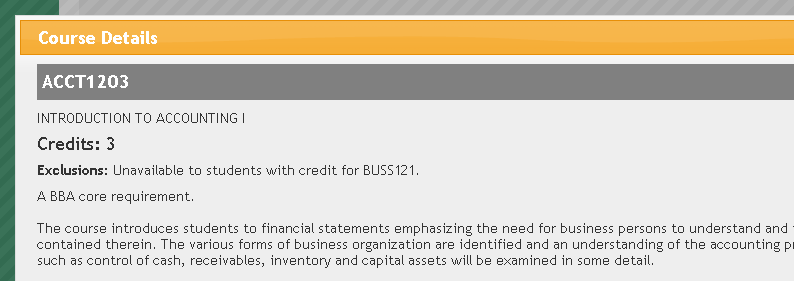 Course Details
ACCT1203
INTRODUCTION TO ACCOUNTING I
Credits: 3
Exclusions: Unavailable to students with credit for BUSS121.
A BBA core requirement.
The course introduces students to financial statements emphasizing the need for business persons to understand and
contained therein. The various forms of business organization are identified and an understanding of the accounting
such as control of cash, receivables, inventory and capital assets will be examined in some detail.